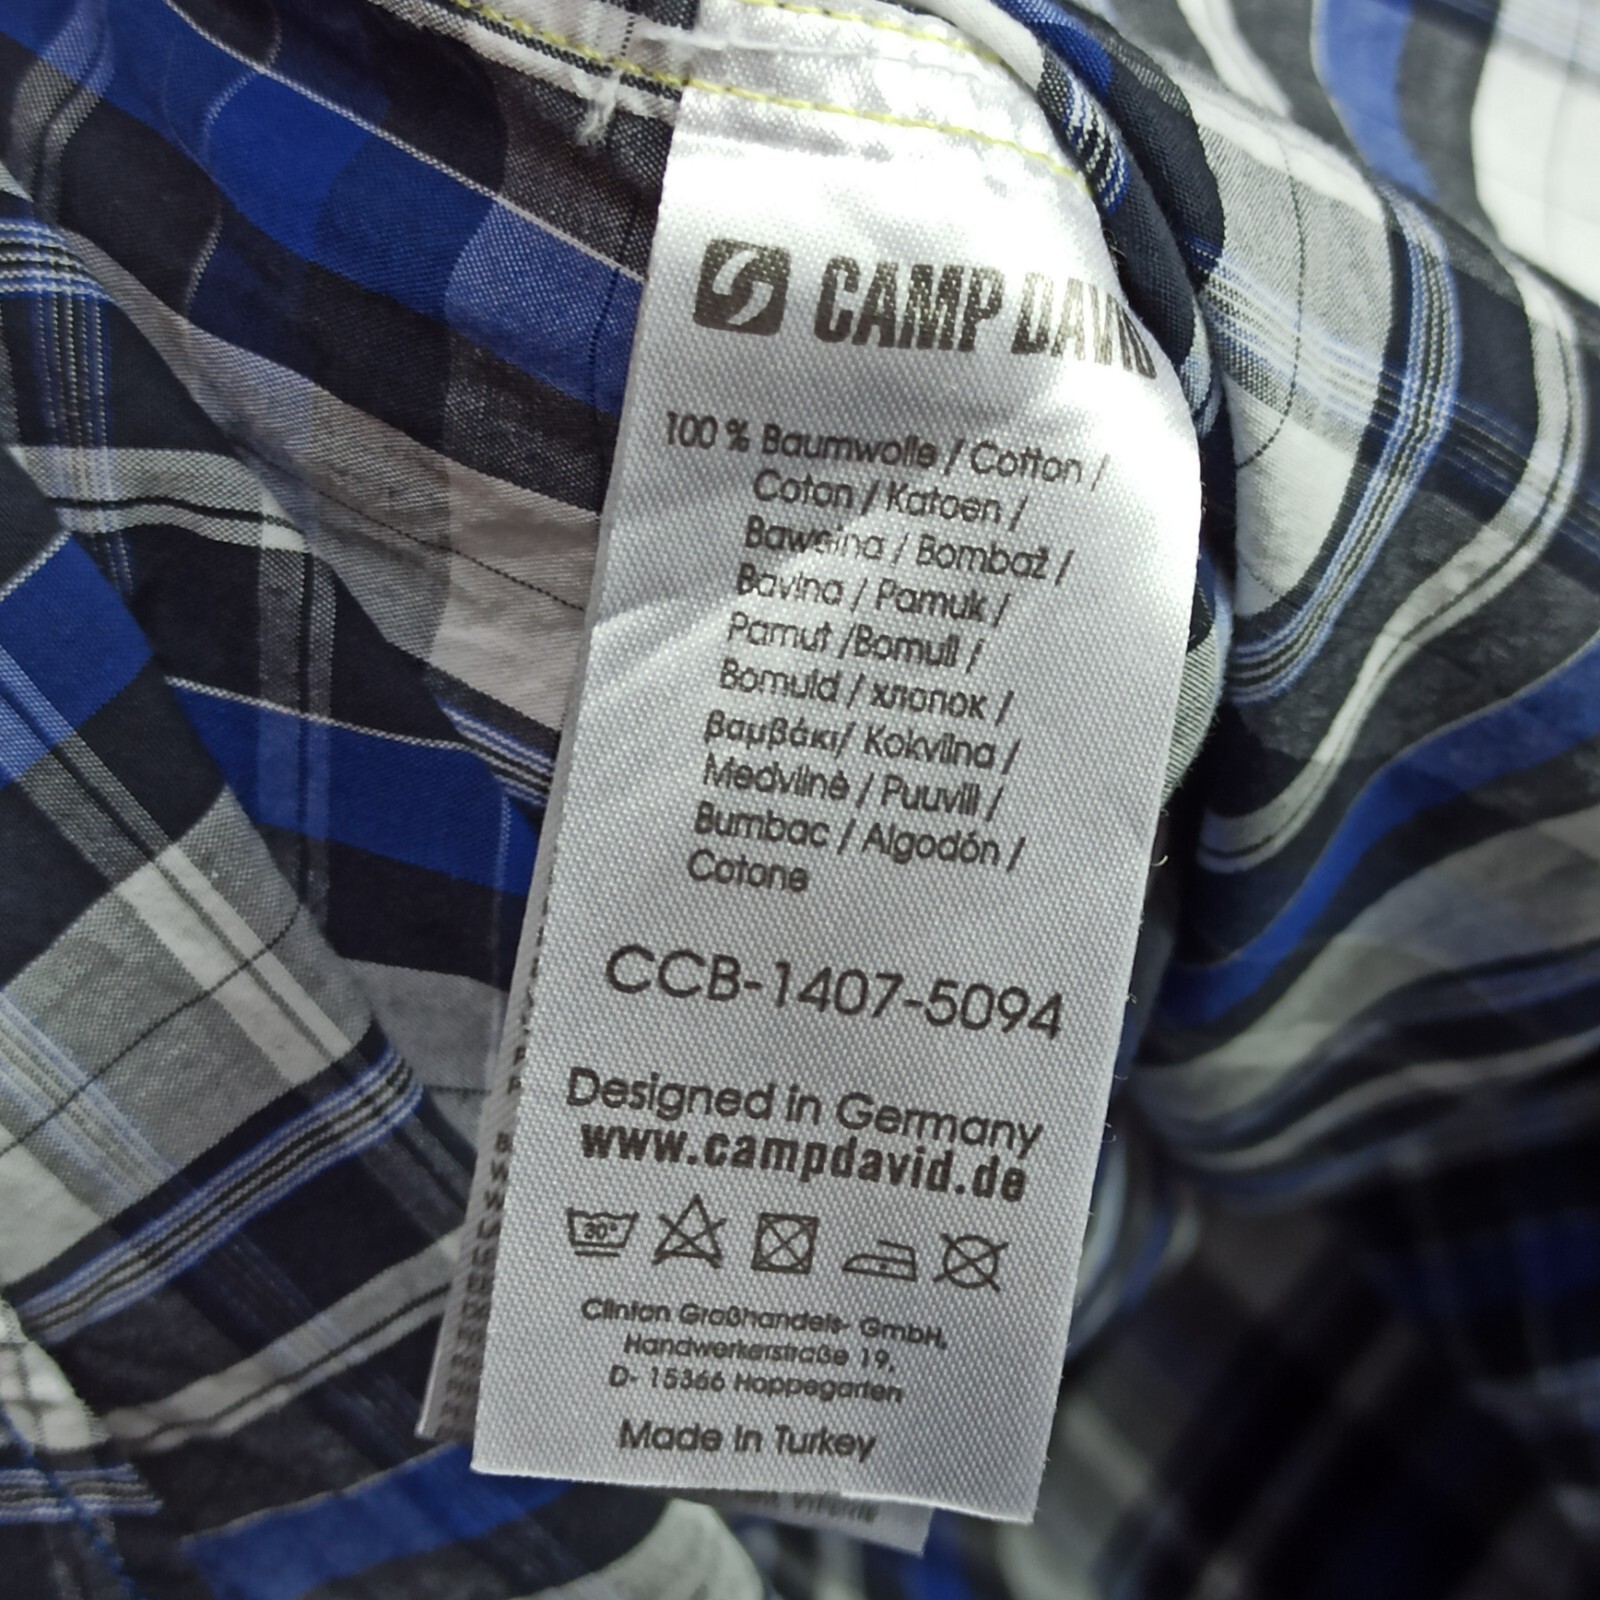 CAMP DAVID
100 % Baumwolle / Cotton /
Coton / Katoen /
Bawełna / Bombaž /
Bavlna / Pamuk /
Pamut /Bomull /
Bomuld / хлопок /
βαμβάκι/ Kokvilna /
Medvilnė / Puuvill /
Bumbac / Algodón /
Cotone
CCB-1407-5094
Designed in Germany
www.campdavid.de
30°
Clinton Großhandels- GmbH,
Handwerkerstraße 19,
D- 15366 Hoppegarten
Made in Turkey